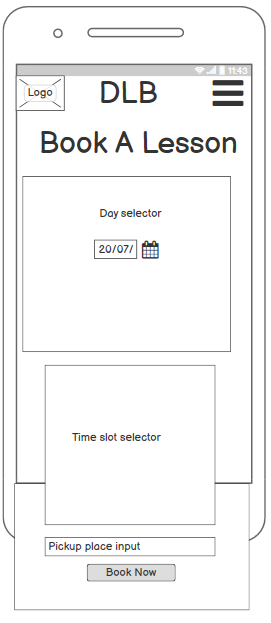 11:43
Logo
DLB
Book A Lesson
Day selector
20/07/
Time slot selector
Pickup place input
Book Now